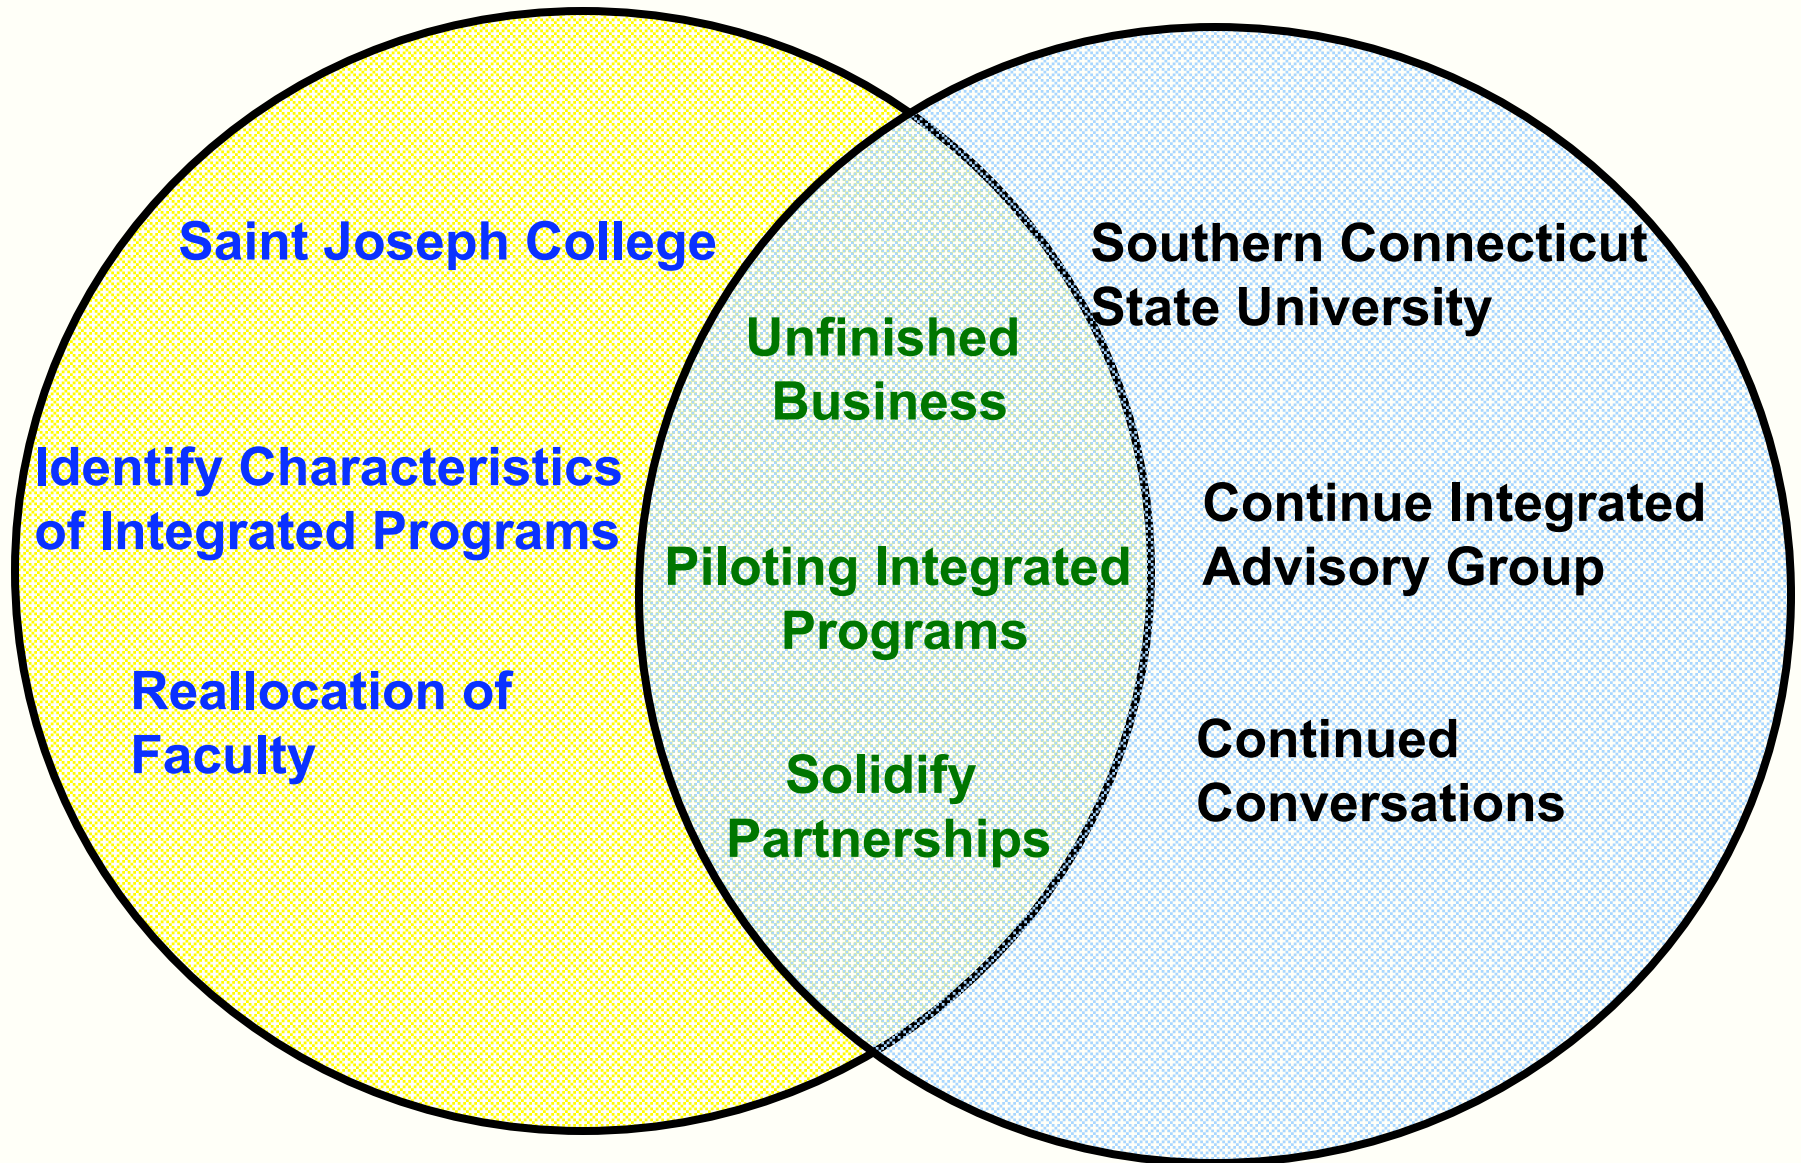 Saint Joseph College
Identify Characteristics
of Integrated Programs
Reallocation of
Faculty
Unfinished
Business
Piloting Integrated
Programs
Solidify
Partnerships
Southern Connecticut
State University
Continue Integrated
Advisory Group
Continued
Conversations